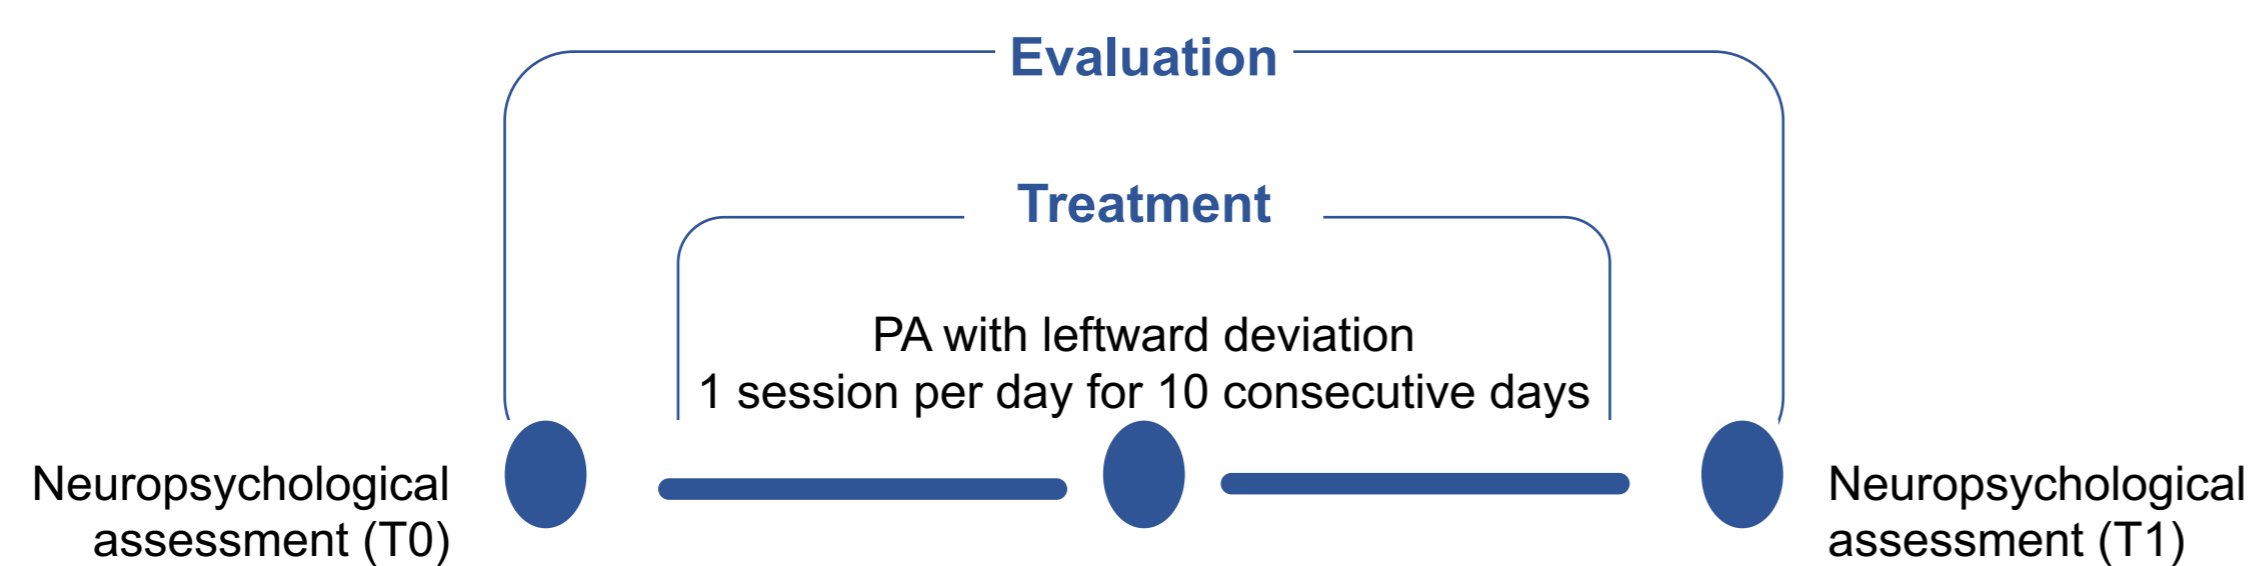 Evaluation
Treatment
PA with leftward deviation
1 session per day for 10 consecutive days
Neuropsychological
assessment (T0)
Neuropsychological
assessment (T1)